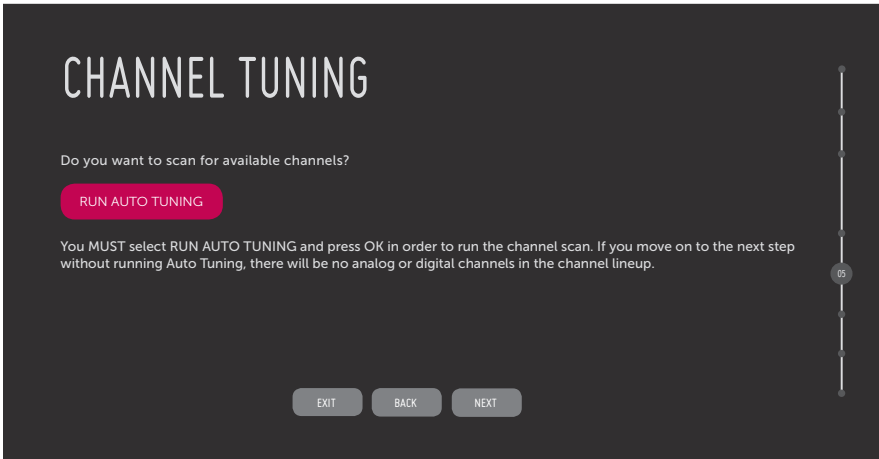 CHANNEL TUNING
Do you want to scan for available channels?
RUN AUTO TUNING
You MUST select RUN AUTO TUNING and press OK in order to run the channel scan. If you move on to the next step
without running Auto Tuning, there will be no analog or digital channels in the channel lineup.
05
EXIT BACK NEXT